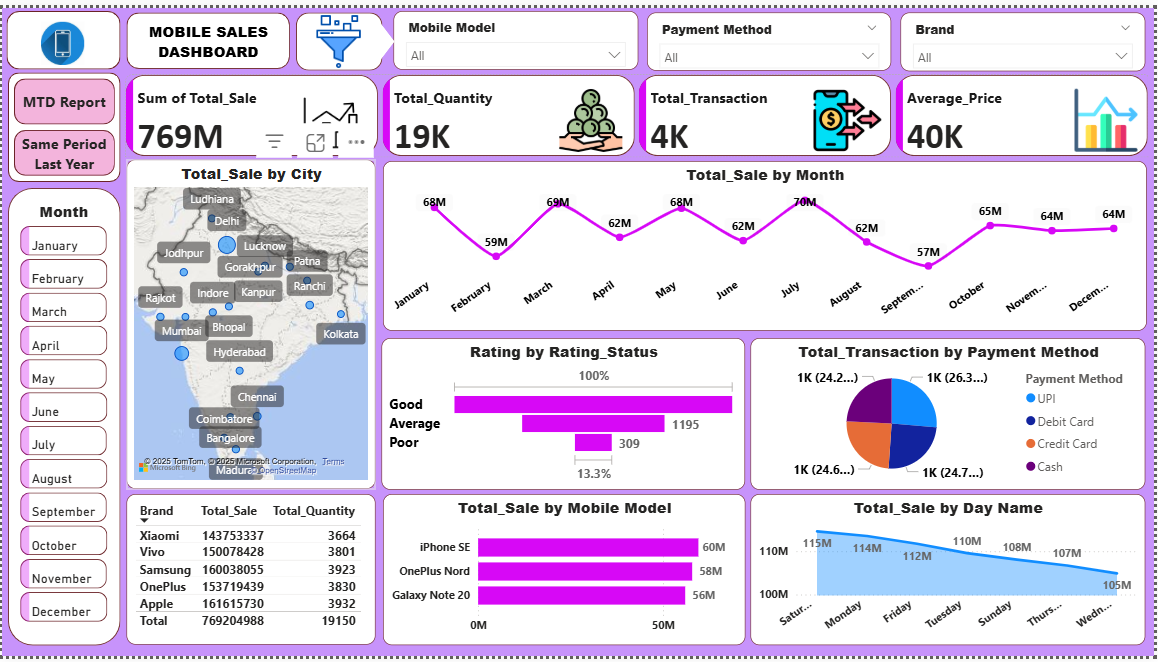 MOBILE SALES
DASHBOARD
Mobile Model
All
Payment Method
All
Brand
All
MTD Report
Same Period
Last Year
Sum of Total_Sale
769M
Total_Quantity
19K
Total_Transaction
4K
Average_Price
40K
Month
January
February
March
April
May
June
July
August
September
October
November
December
Total_Sale by City
Ludhiana
Delhi
Jodhpur
Lucknow
Gorakhpur
Patna
Rajkot
Indore
Kanpur
Ranchi
Mumbai
Bhopal
Kolkata
Hyderabad
Chennai
Coimbatore
Bangalore
Madurai
© 2025 TomTom, © 2025 Microsoft Corporation, Terms
Microsoft Bing
© OpenStreetMap
Total_Sale by Month
68M
59M
69M
62M
68M
62M
70M
62M
57M
65M
64M
64M
January
February
March
April
May
June
July
August
Septem...
October
Novem...
Decem...
Rating by Rating_Status
100%
Good
Average
1195
Poor
309
13.3%
Total_Transaction by Payment Method
1K (24.2...)
1K (26.3...)
1K (24.6...)
1K (24.7...)
Payment Method
UPI
Debit Card
Credit Card
Cash
Brand Total_Sale Total_Quantity
Xiaomi 143753337 3664
Vivo 150078428 3801
Samsung 160038055 3923
OnePlus 153719439 3830
Apple 161615730 3932
Total 769204988 19150
Total_Sale by Mobile Model
iPhone SE
60M
OnePlus Nord
58M
Galaxy Note 20
56M
0M
50M
Total_Sale by Day Name
110M
100M
115M
114M
112M
110M
108M
107M
105M
Satur...
Monday
Friday
Tuesday
Sunday
Thurs...
Wedn...